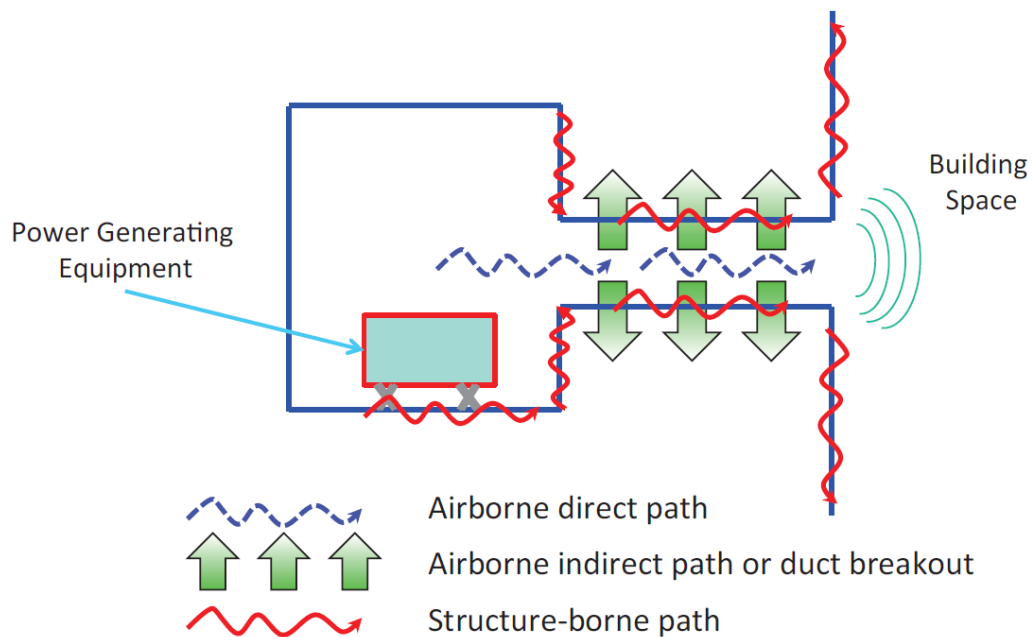 Building
Space
Power Generating
Equipment
Airborne direct path
Airborne indirect path or duct breakout
Structure-borne path